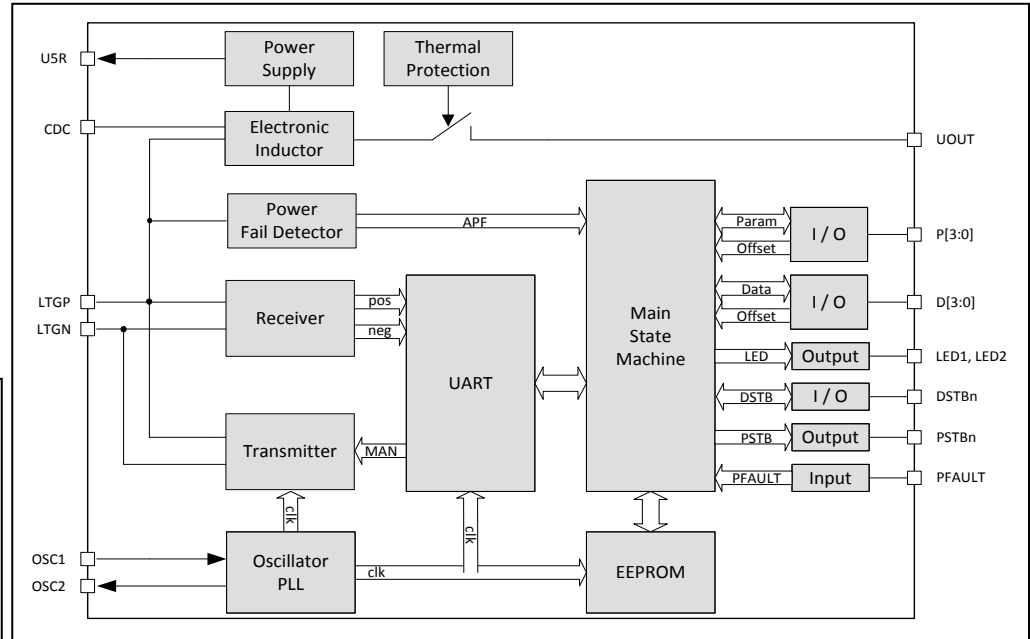 U5R
Power
Supply
Thermal
Protection
CDC
Electronic
Inductor
UOUT
Power
Fail Detector
APF
Param
Offset
I / O
P[3:0]
LTGP
LTGN
Receiver
pos
neg
UART
Main
State
Machine
Data
Offset
I / O
D[3:0]
LED
Output
LED1, LED2
DSTB
I / O
DSTBn
Transmitter
MAN
PSTB
Output
PSTBn
PFAULT
Input
PFAULT
clk
clk
OSC1
OSC2
Oscillator
PLL
clk
EEPROM